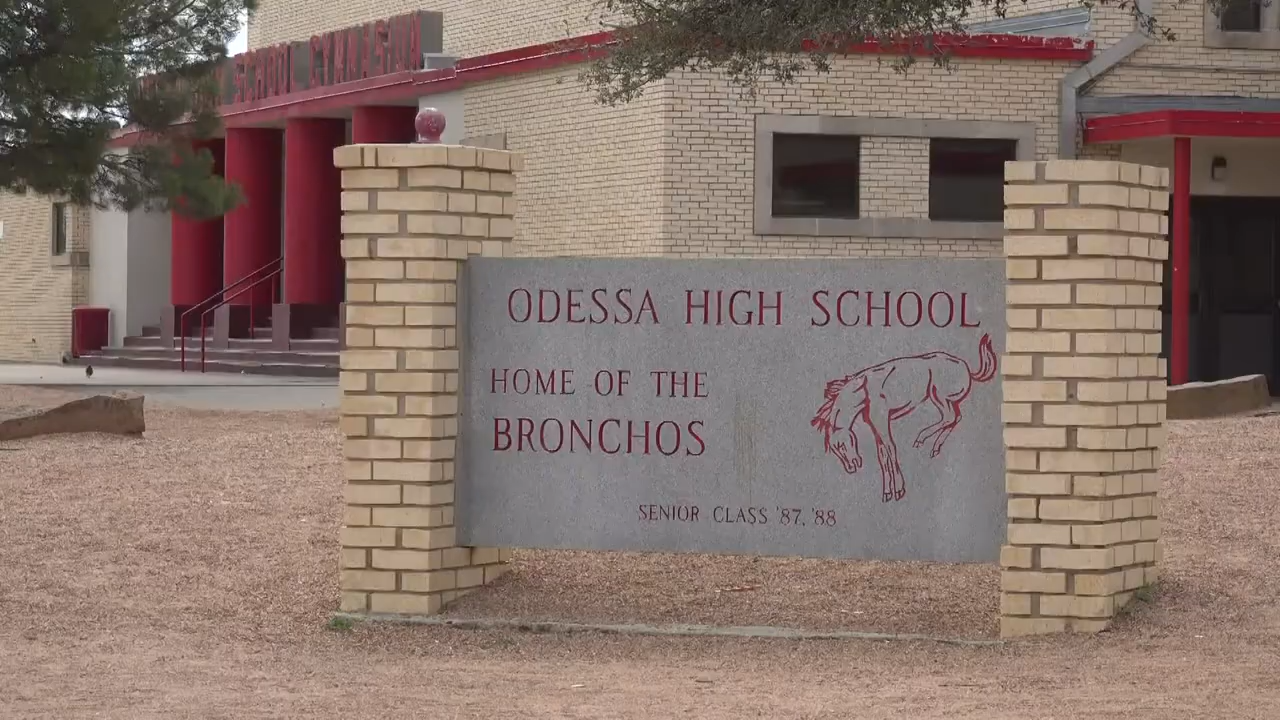 SCHOOL GYMNASIUM
ODESSA HIGH SCHOOL
HOME OF THE
BRONCHOS
SENIOR CLASS '87, '88